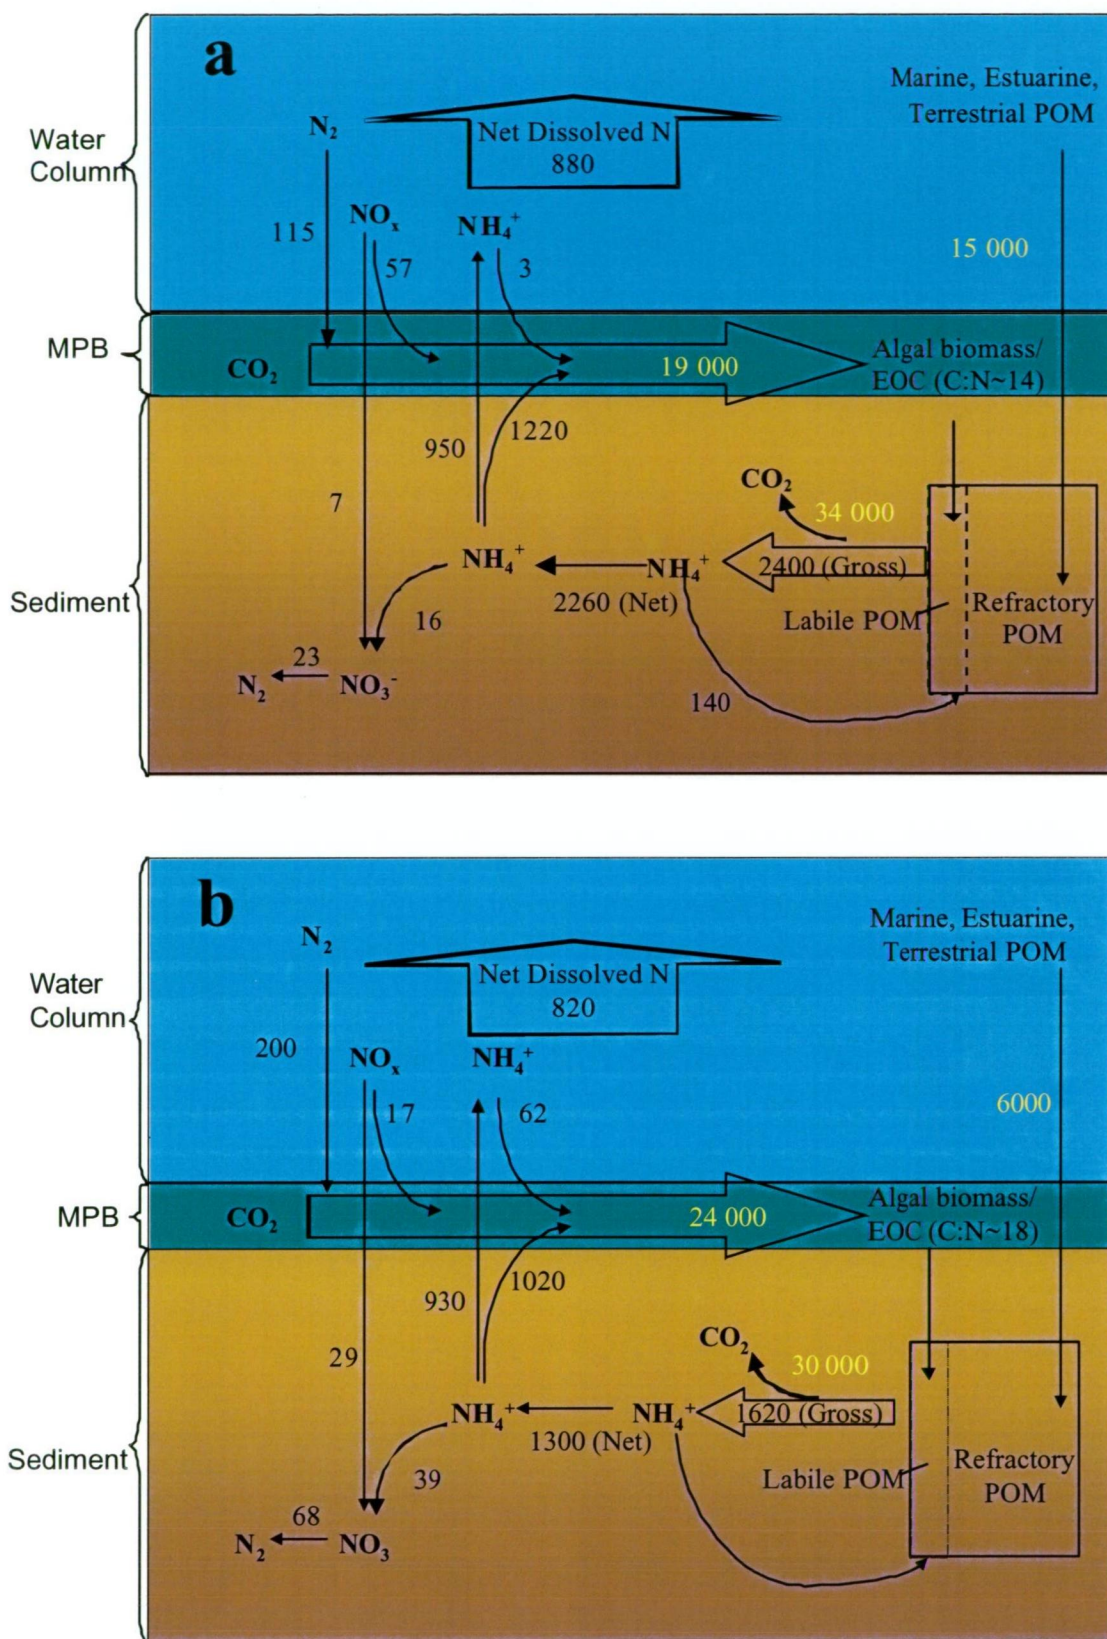 a
Marine, Estuarine,
Terrestrial POM
Water
Column
N₂
Net Dissolved N
880
NOₓ
NH₄⁺
115
57
3
15 000
MPB
CO₂
19 000
Algal biomass/
EOC (C:N~14)
950
1220
CO₂
34 000
7
NH₄⁺
NH₄⁺
2400 (Gross)
2260 (Net)
Sediment
16
Labile POM
Refractory
POM
N₂
23
NO₃⁻
140
b
Marine, Estuarine,
Terrestrial POM
N₂
Net Dissolved N
820
Water
Column
200
NOₓ
NH₄⁺
17
62
6000
MPB
CO₂
24 000
Algal biomass/
EOC (C:N~18)
930
1020
CO₂
30 000
29
NH₄⁺
NH₄⁺
1620 (Gross)
1300 (Net)
Sediment
39
Labile POM
Refractory
POM
68
N₂
NO₃